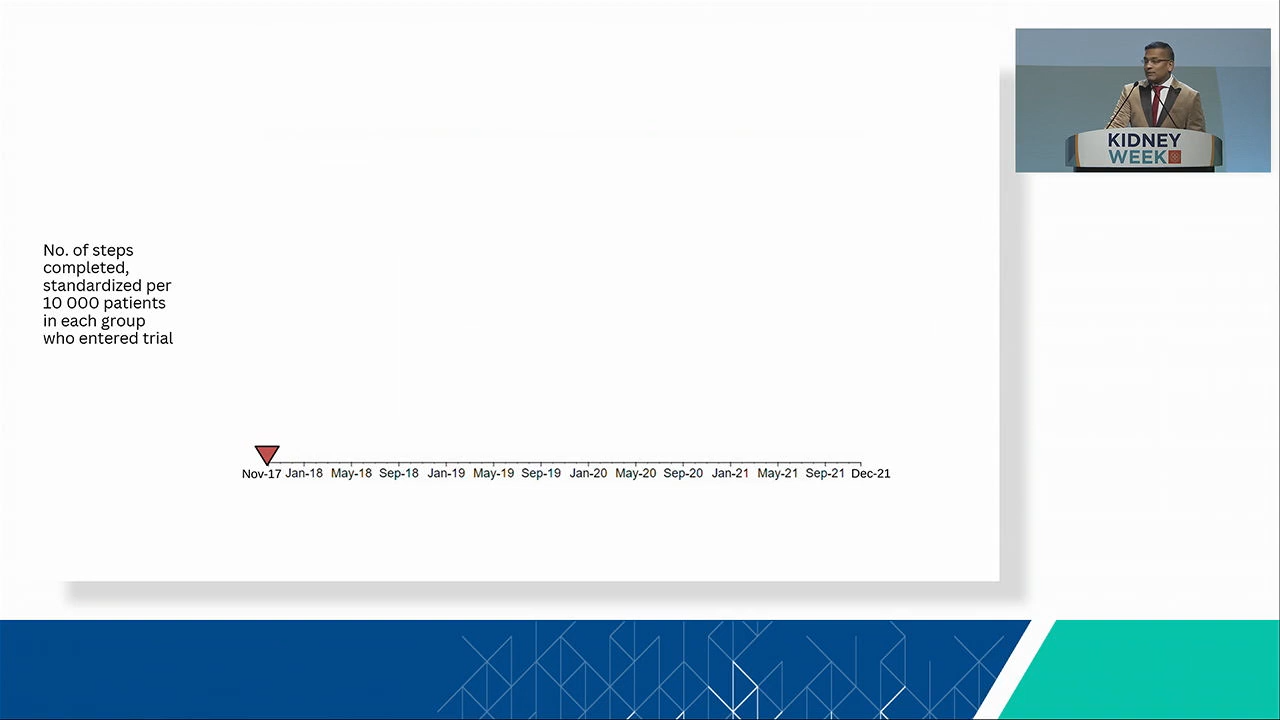 No. of steps
completed,
standardized per
10 000 patients
in each group
who entered trial
Nov-17 Jan-18 May-18 Sep-18 Jan-19 May-19 Sep-19 Jan-20 May-20 Sep-20 Jan-21 May-21 Sep-21 Dec-21
KIDNEY
WEEK